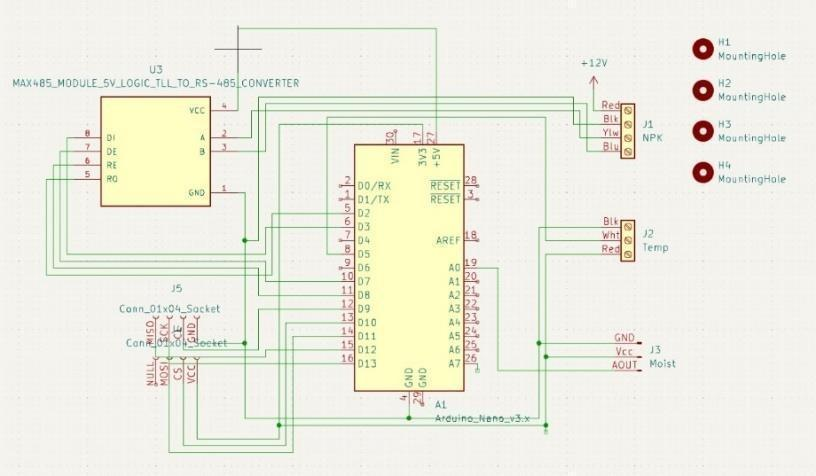 U3
MAX485_MODULE_5V_LOGIC_TLL_TO_RS-485_CONVERTER
VCC 4
8 DI
A 2
7 DE
B 3
6 RE
5 RO
GND 1
+12V
Red
Blk
Ylw
Blu
J1
NPK
H1
MountingHole
H2
MountingHole
H3
MountingHole
H4
MountingHole
30 17 27
VIN 3V3 +5V
2 D0/RX
RESET 28
1 D1/TX
RESET 3
5 D2
6 D3
7 D4
AREF 18
8 D5
9 D6
A0 19
10 D7
A1 20
11 D8
A2 21
12 D9
A3 22
13 D10
A4 23
14 D11
A5 24
15 D12
A6 25
16 D13
A7 26
GND GND
4 29
A1
Arduino_Nano_v3.x
Blk
Wht
Red
J2
Temp
GND
Vcc
AOUT
J3
Moist
J5
Conn_01x04_Socket
MISO SCK GND
Conn_01x04_Socket
NULL MOSI CS VCC